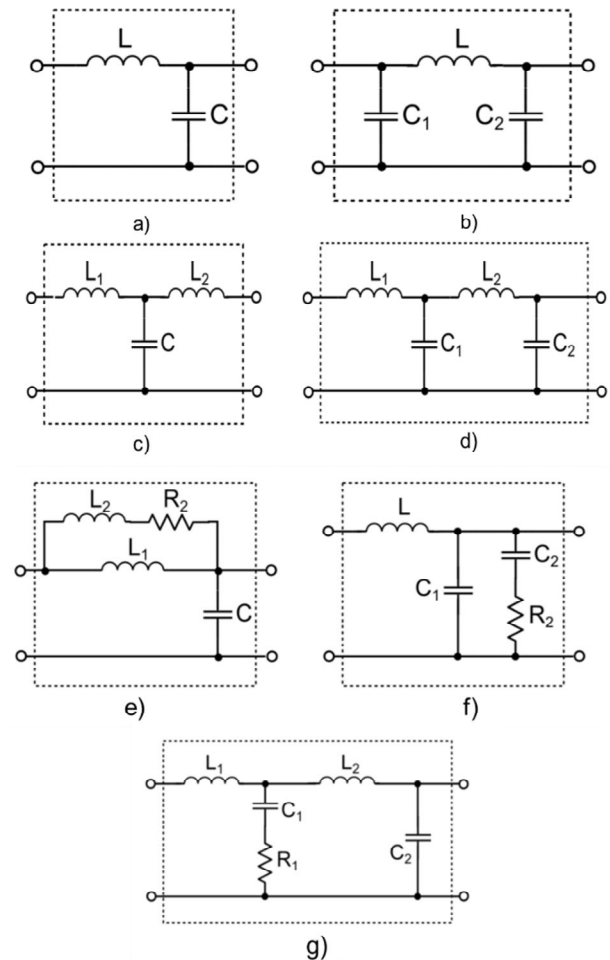 L
C
a)
L
C₁
C₂
b)
L₁
L₂
C
c)
L₁
L₂
C₁
C₂
d)
L₂
R₂
L₁
C
e)
L
C₂
C₁
R₂
f)
L₁
L₂
C₁
R₁
C₂
g)